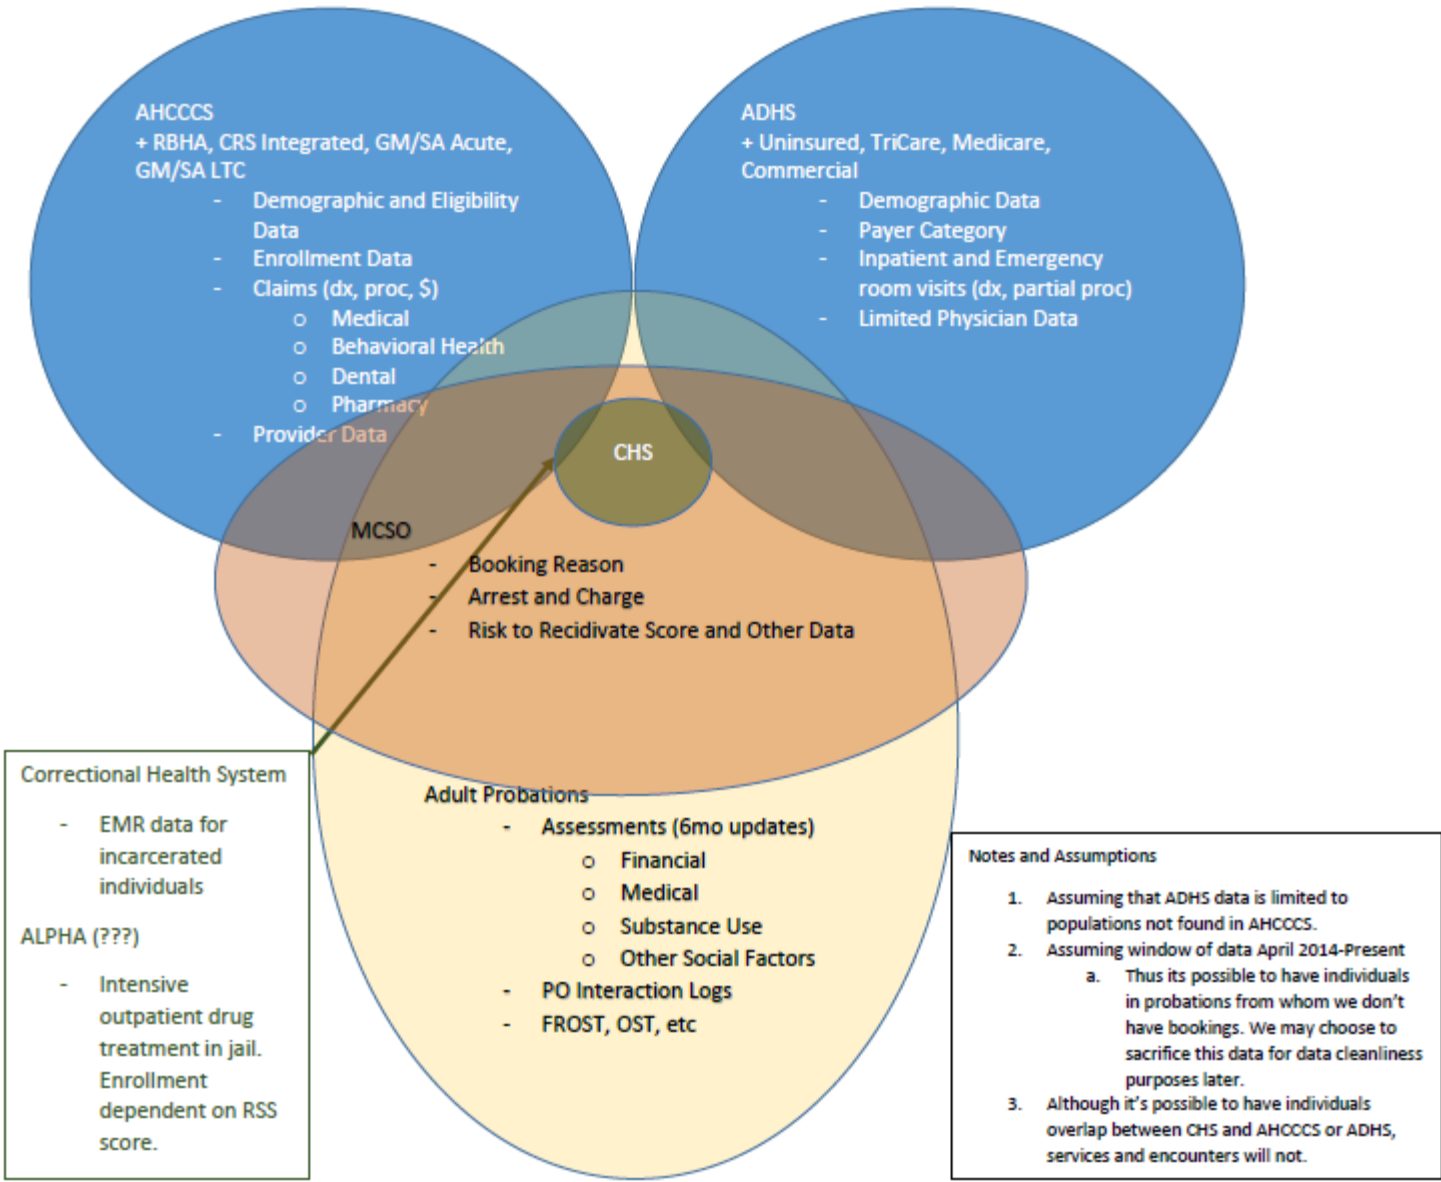 AHCCCS
+ RBHA, CRS Integrated, GM/SA Acute,
GM/SA LTC
- Demographic and Eligibility
Data
- Enrollment Data
- Claims (dx, proc, $)
o Medical
o Behavioral Health
o Dental
o Pharmacy
- Provider Data
ADHS
+ Uninsured, TriCare, Medicare,
Commercial
- Demographic Data
- Payer Category
- Inpatient and Emergency
room visits (dx, partial proc)
- Limited Physician Data
CHS
MCSO
- Booking Reason
- Arrest and Charge
- Risk to Recidivate Score and Other Data
Correctional Health System
- EMR data for
incarcerated
individuals
ALPHA (???)
- Intensive
outpatient drug
treatment in jail.
Enrollment
dependent on RSS
score.
Adult Probations
- Assessments (6mo updates)
o Financial
o Medical
o Substance Use
o Other Social Factors
- PO Interaction Logs
- FROST, OST, etc
Notes and Assumptions
1. Assuming that ADHS data is limited to
populations not found in AHCCCS.
2. Assuming window of data April 2014-Present
a. Thus its possible to have individuals
in probations from whom we don't
have bookings. We may choose to
sacrifice this data for data cleanliness
purposes later.
3. Although it's possible to have individuals
overlap between CHS and AHCCCS or ADHS,
services and encounters will not.